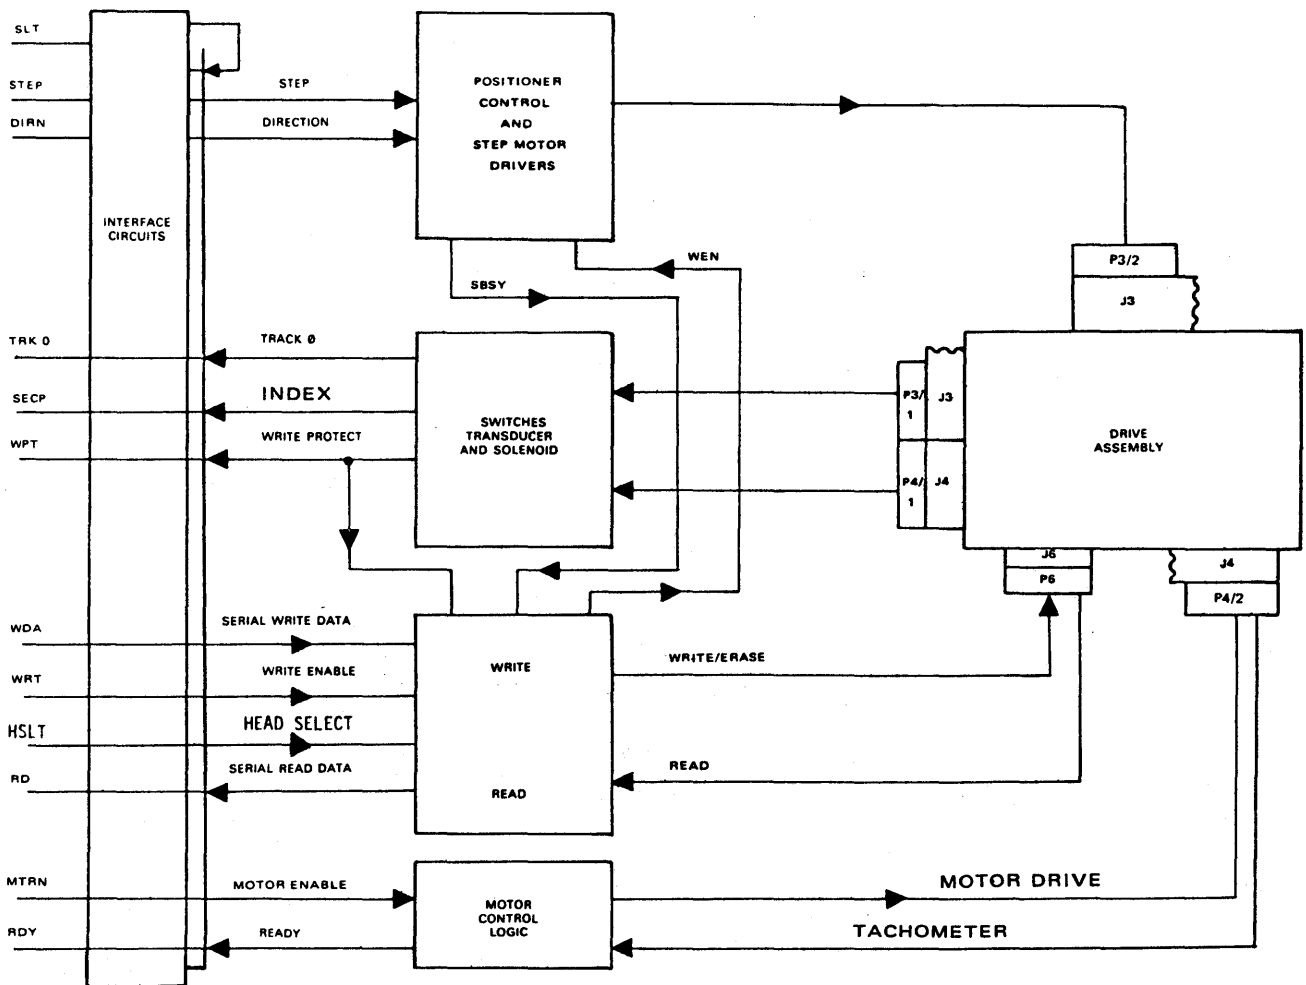 SLT
STEP
STEP
DIRN
DIRECTION
INTERFACE
CIRCUITS
POSITIONER
CONTROL
AND
STEP MOTOR
DRIVERS
WEN
SBSY
P3/2
J3
TRK 0
TRACK Ø
SECP
INDEX
WPT
WRITE PROTECT
SWITCHES
TRANSDUCER
AND SOLENOID
P3/
1
J3
P4/
1
J4
DRIVE
ASSEMBLY
J6
P6
J4
P4/2
WDA
SERIAL WRITE DATA
WRT
WRITE ENABLE
HSLT
HEAD SELECT
RD
SERIAL READ DATA
WRITE
READ
WRITE/ERASE
READ
MTRN
MOTOR ENABLE
RDY
READY
MOTOR
CONTROL
LOGIC
MOTOR DRIVE
TACHOMETER